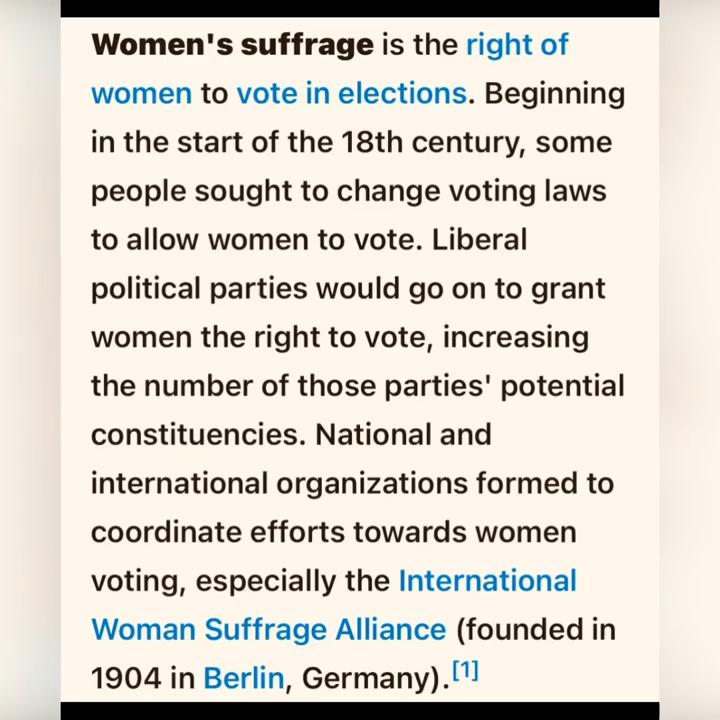 Women's suffrage is the right of
women to vote in elections. Beginning
in the start of the 18th century, some
people sought to change voting laws
to allow women to vote. Liberal
political parties would go on to grant
women the right to vote, increasing
the number of those parties' potential
constituencies. National and
international organizations formed to
coordinate efforts towards women
voting, especially the International
Woman Suffrage Alliance (founded in
1904 in Berlin, Germany).[1]